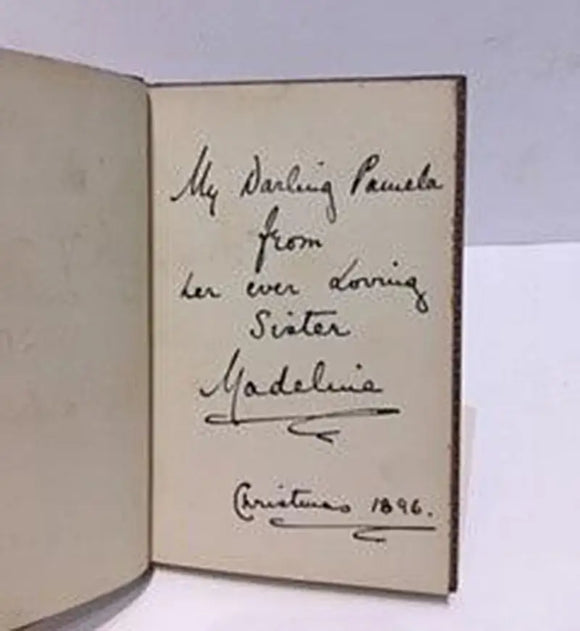 My Darling Pamela
from
her ever Loving
Sister
Madeline
Christmas 1896.